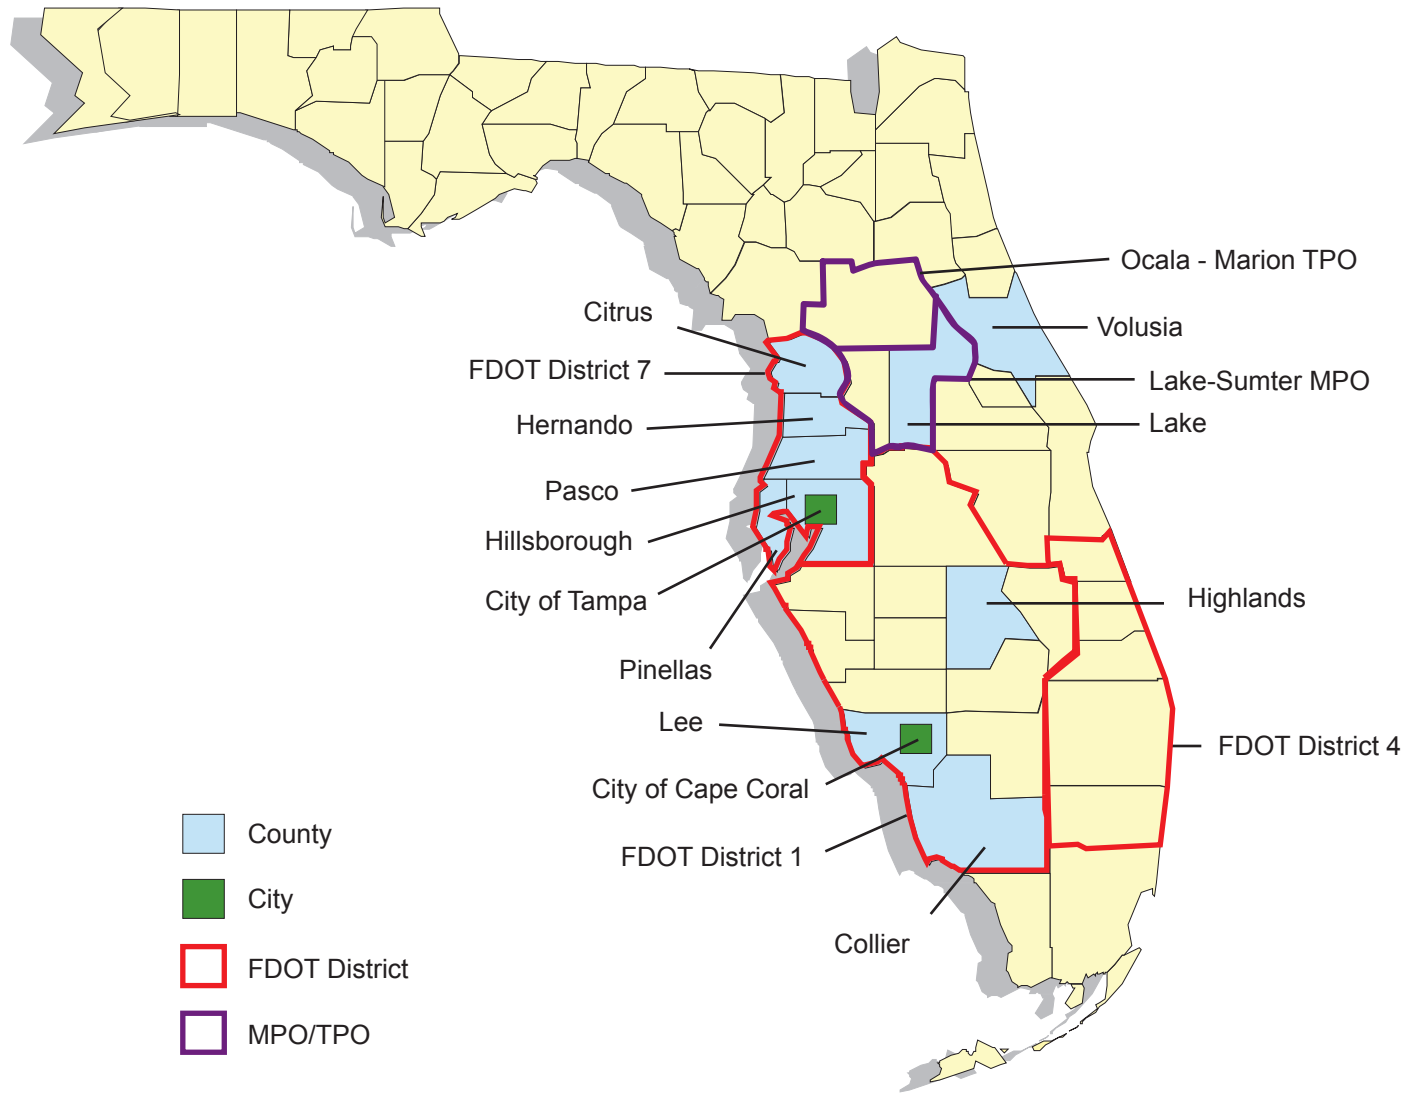 Ocala - Marion TPO
Citrus
Volusia
FDOT District 7
Lake-Sumter MPO
Hernando
Lake
Pasco
Hillsborough
City of Tampa
Highlands
Pinellas
Lee
FDOT District 4
City of Cape Coral
FDOT District 1
Collier
County
City
FDOT District
MPO/TPO